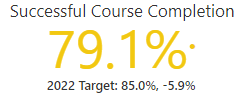 Successful Course Completion
79.1%
2022 Target: 85.0%, -5.9%